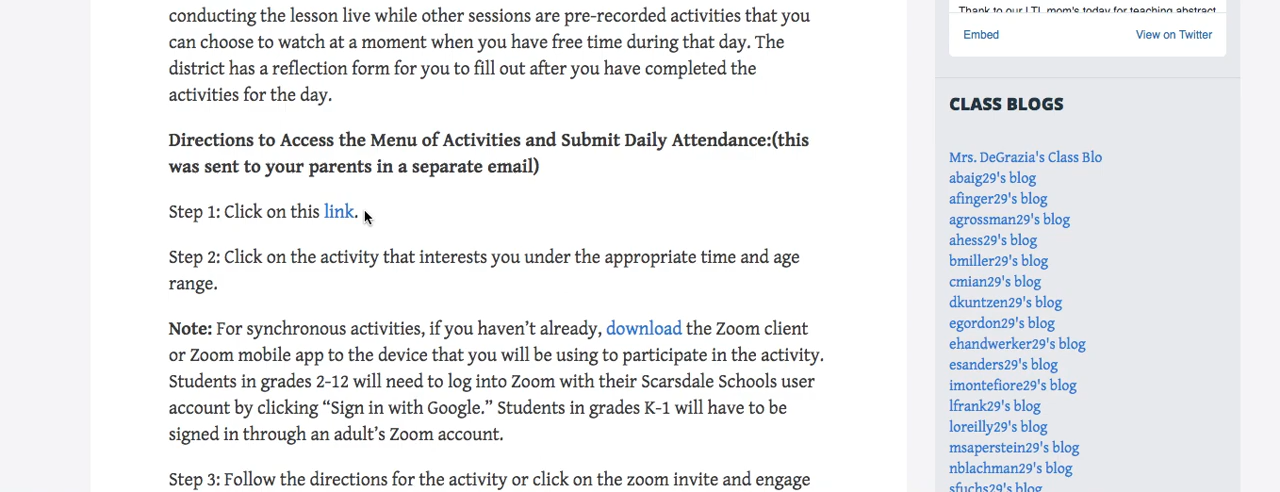 conducting the lesson live while other sessions are pre-recorded activities that you
can choose to watch at a moment when you have free time during that day. The
district has a reflection form for you to fill out after you have completed the
activities for the day.
Directions to Access the Menu of Activities and Submit Daily Attendance:(this
was sent to your parents in a separate email)
Step 1: Click on this link.
Step 2: Click on the activity that interests you under the appropriate time and age
range.
Note: For synchronous activities, if you haven’t already, download the Zoom client
or Zoom mobile app to the device that you will be using to participate in the activity.
Students in grades 2-12 will need to log into Zoom with their Scarsdale Schools user
account by clicking “Sign in with Google.” Students in grades K-1 will have to be
signed in through an adult’s Zoom account.
Step 3: Follow the directions for the activity or click on the zoom invite and engage
Thank to our LTL mom's today for teaching abstract
Embed
View on Twitter
CLASS BLOGS
Mrs. DeGrazia's Class Blo
abaig29's blog
afinger29's blog
agrossman29's blog
ahess29's blog
bmiller29's blog
cmian29's blog
dkuntzen29's blog
egordon29's blog
ehandwerker29's blog
esanders29's blog
imontefiore29's blog
lfrank29's blog
loreilly29's blog
msaperstein29's blog
nblachman29's blog
sfuchs29's blog